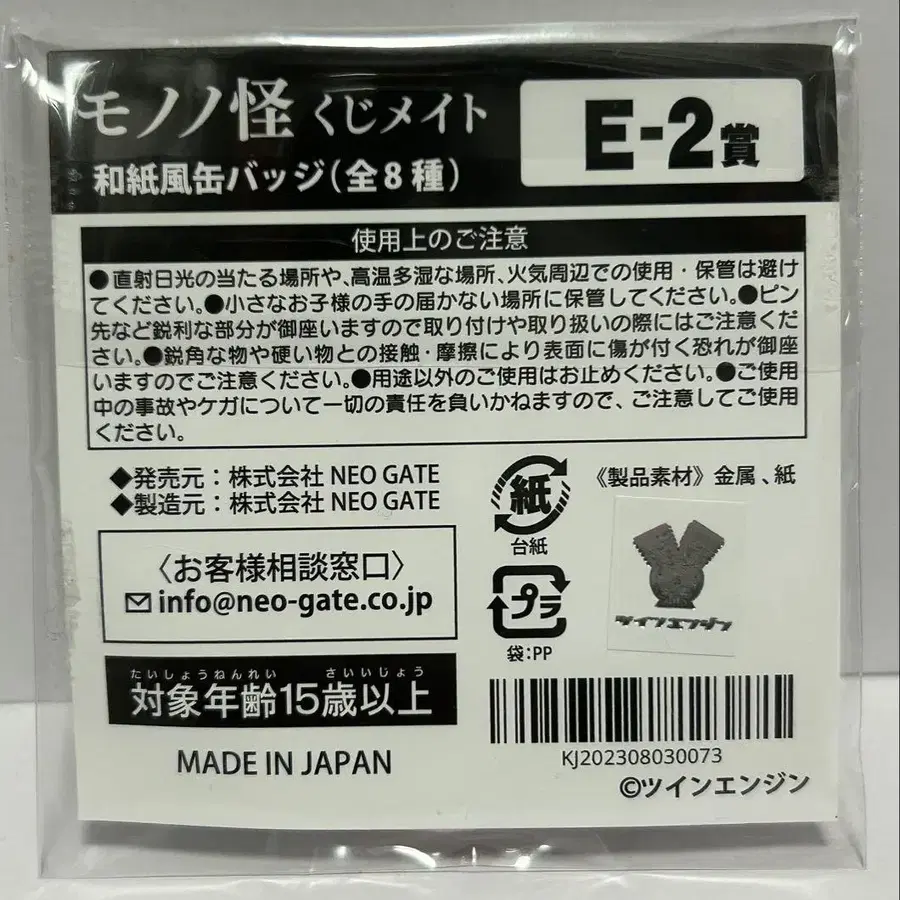 モノノ怪 くじメイト
E-2賞
和紙風缶バッジ(全8種)
使用上のご注意
●直射日光の当たる場所や、高温多湿な場所、火気周辺での使用・保管は避け
てください。●小さなお子様の手の届かない場所に保管してください。●ピン
先など鋭利な部分が御座いますので取り付けや取り扱いの際にはご注意くだ
さい。●鋭角な物や硬い物との接触・摩擦により表面に傷が付く恐れが御座
いますのでご注意ください。●用途以外のご使用はお止めください。●ご使用
中の事故やケガについて一切の責任を負いかねますので、ご注意してご使用
ください。
◆発売元:株式会社 NEO GATE
◆製造元:株式会社 NEO GATE
〈お客様相談窓口〉
info@neo-gate.co.jp
たいしょうねんれい さいいじょう
対象年齢15歳以上
MADE IN JAPAN
紙
台紙
プラ
袋:PP
《製品素材》金属、紙
ツインエンジン
KJ202308030073
©ツインエンジン